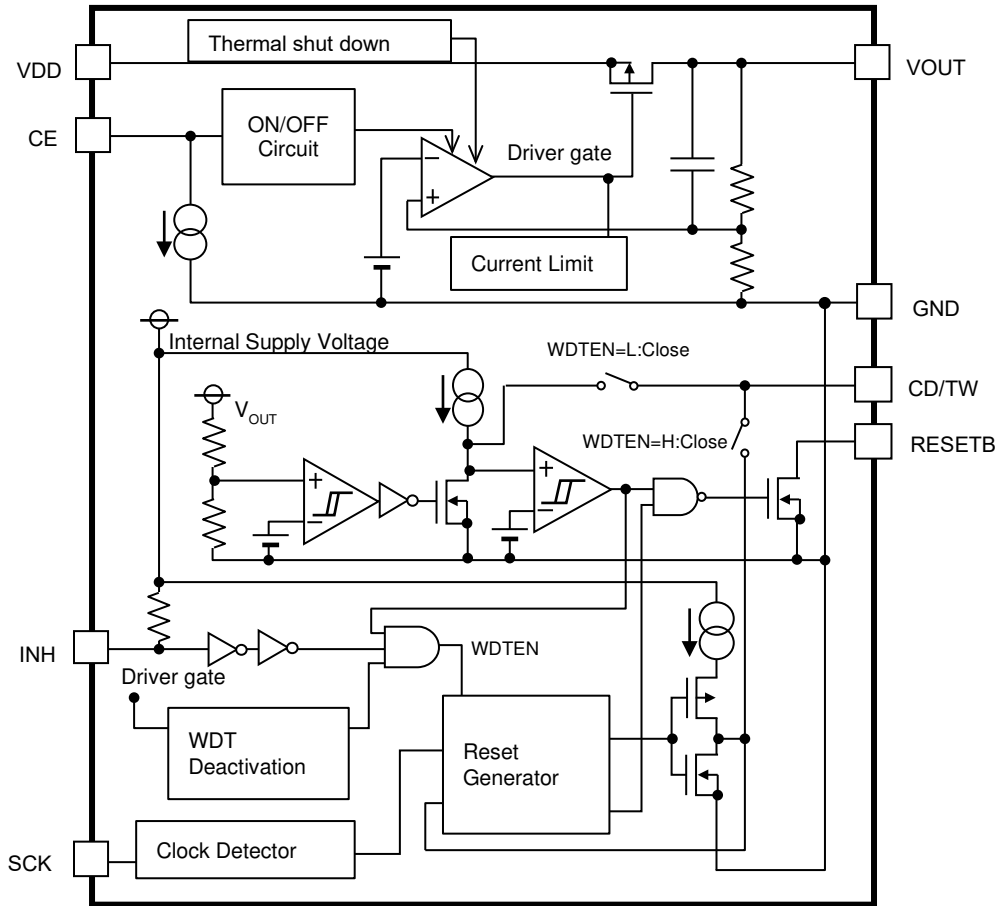 Thermal shut down
VDD
VOUT
CE
ON/OFF
Circuit
−
+
Driver gate
Current Limit
GND
Internal Supply Voltage
WDTEN=L:Close
CD/TW
VOUT
WDTEN=H:Close
RESETB
+
−
+
−
INH
WDTEN
Driver gate
WDT
Deactivation
Reset
Generator
SCK
Clock Detector